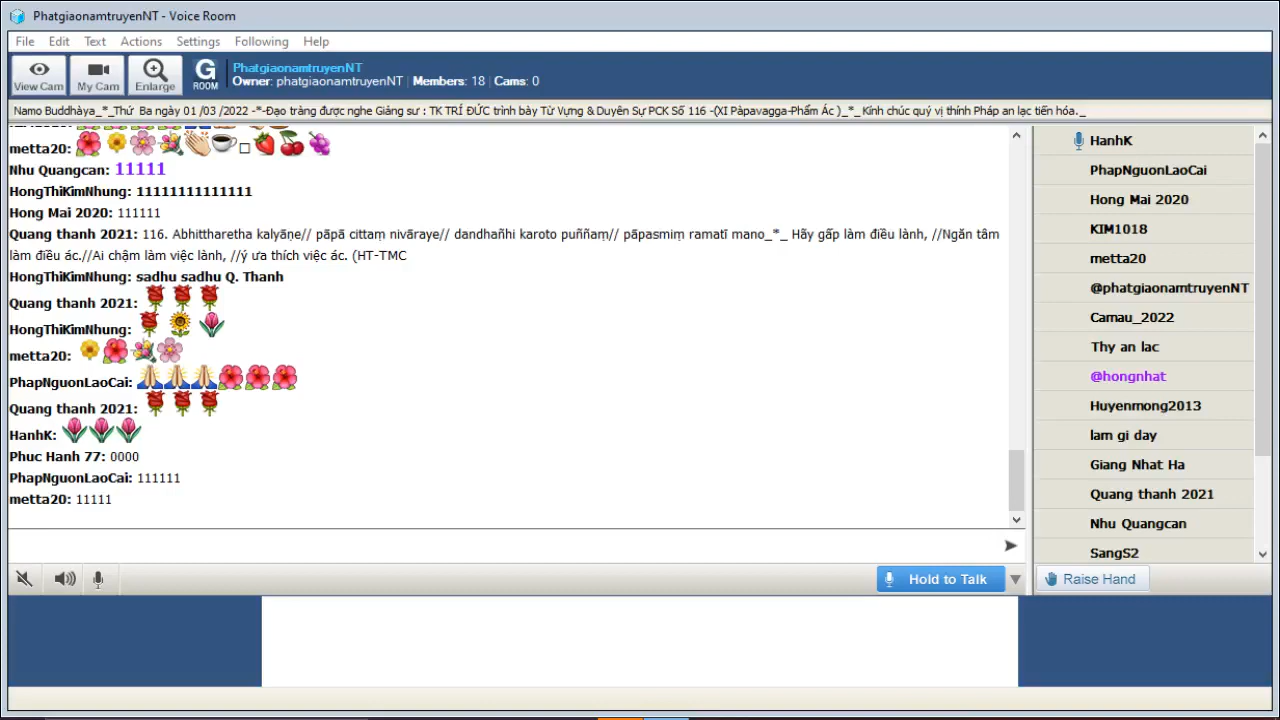 PhatgiaonamtruyenNT - Voice Room
File Edit Text Actions Settings Following Help
View Cam My Cam Enlarge G ROOM
PhatgiaonamtruyenNT
Owner: phatgiaonamtruyenNT | Members: 18 | Cams: 0
Namo Buddhàya_*_Thứ Ba ngày 01 /03 /2022 -*-Đạo tràng được nghe Giảng sư : TK TRÍ ĐỨC trình bày Từ Vựng & Duyên Sự PCK Số 116 -(XI Pàpavagga-Phẩm Ác )_*_Kính chúc quý vị thính Pháp an lạc tiến hóa._
metta20:
Nhu Quangcan: 11111
HongThiKimNhung: 11111111111111
Hong Mai 2020: 111111
Quang thanh 2021: 116. Abhittharetha kalyāṇe// pāpā cittaṃ nivāraye// dandhañhi karoto puññaṃ// pāpasmiṃ ramatī mano_*_ Hãy gấp làm điều lành, //Ngăn tâm
làm điều ác.//Ai chậm làm việc lành, //ý ưa thích việc ác. (HT-TMC
HongThiKimNhung: sadhu sadhu Q. Thanh
Quang thanh 2021:
HongThiKimNhung:
metta20:
PhapNguonLaoCai:
Quang thanh 2021:
HanhK:
Phuc Hanh 77: 0000
PhapNguonLaoCai: 111111
metta20: 11111
Hold to Talk
HanhK
PhapNguonLaoCai
Hong Mai 2020
KIM1018
metta20
@phatgiaonamtruyenNT
Camau_2022
Thy an lac
@hongnhat
Huyenmong2013
lam gi day
Giang Nhat Ha
Quang thanh 2021
Nhu Quangcan
SangS2
Raise Hand